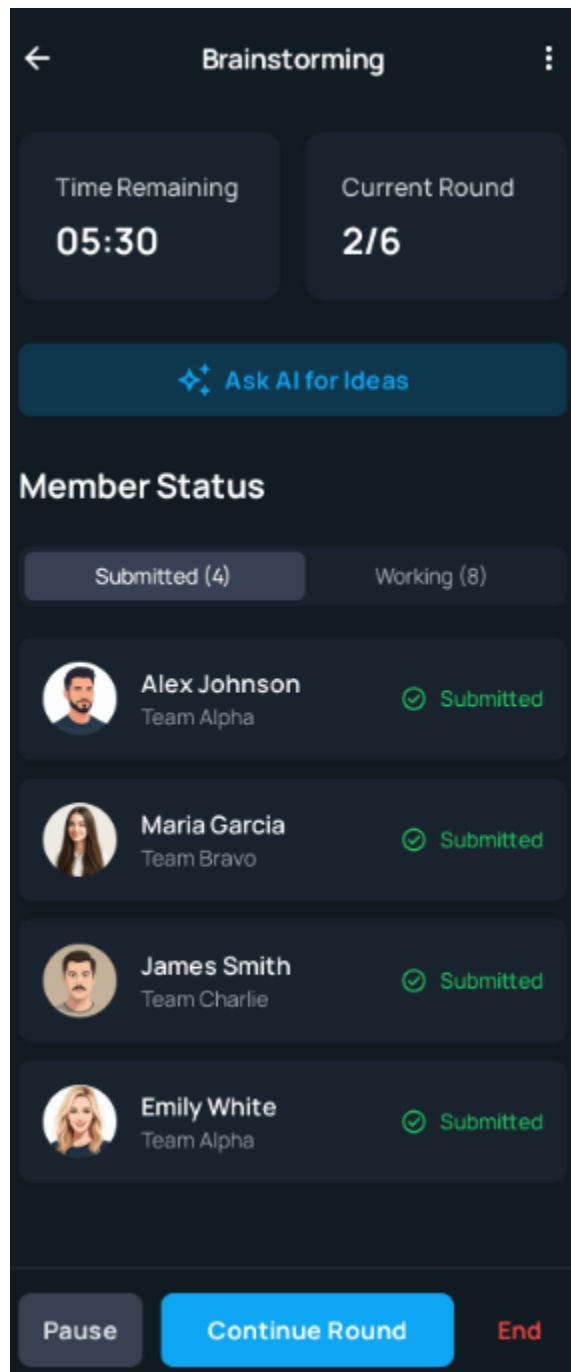 Brainstorming
Time Remaining
05:30
Current Round
2/6
Ask AI for Ideas
Member Status
Submitted (4)
Working (8)
Alex Johnson
Team Alpha
Submitted
Maria Garcia
Team Bravo
Submitted
James Smith
Team Charlie
Submitted
Emily White
Team Alpha
Submitted
Pause
Continue Round
End